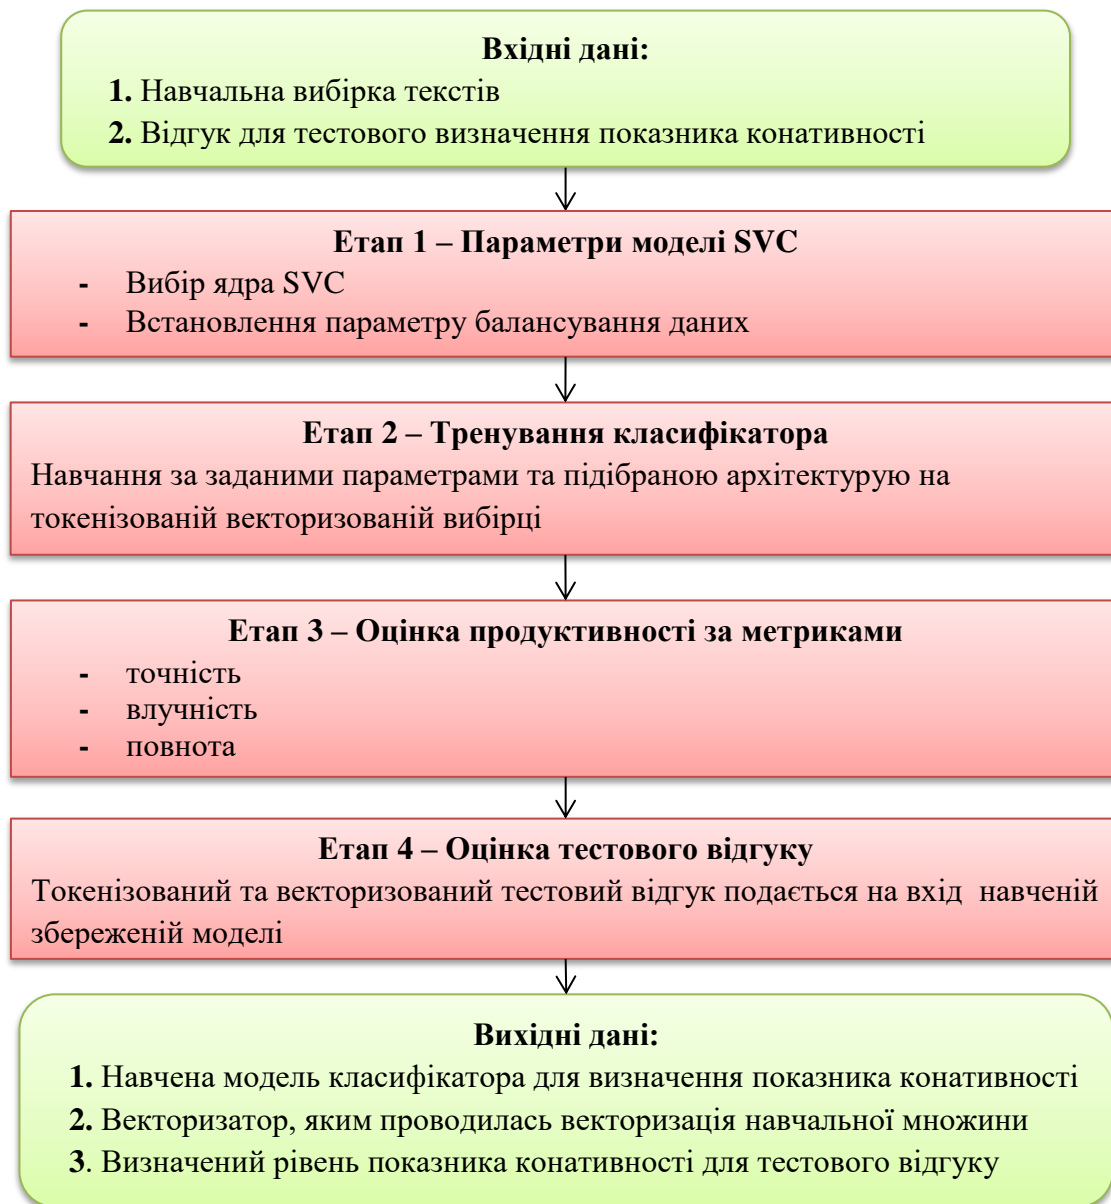 Вхідні дані:
1. Навчальна вибірка текстів
2. Відгук для тестового визначення показника конативності
Етап 1 – Параметри моделі SVC
- Вибір ядра SVC
- Встановлення параметру балансування даних
Етап 2 – Тренування класифікатора
Навчання за заданими параметрами та підібраною архітектурую на
токенізованій векторизованій вибірці
Етап 3 – Оцінка продуктивності за метриками
- точність
- влучність
- повнота
Етап 4 – Оцінка тестового відгуку
Токенізований та векторизований тестовий відгук подається на вхід навченій
збереженій моделі
Вихідні дані:
1. Навчена модель класифікатора для визначення показника конативності
2. Векторизатор, яким проводилась векторизація навчальної множини
3. Визначений рівень показника конативності для тестового відгуку